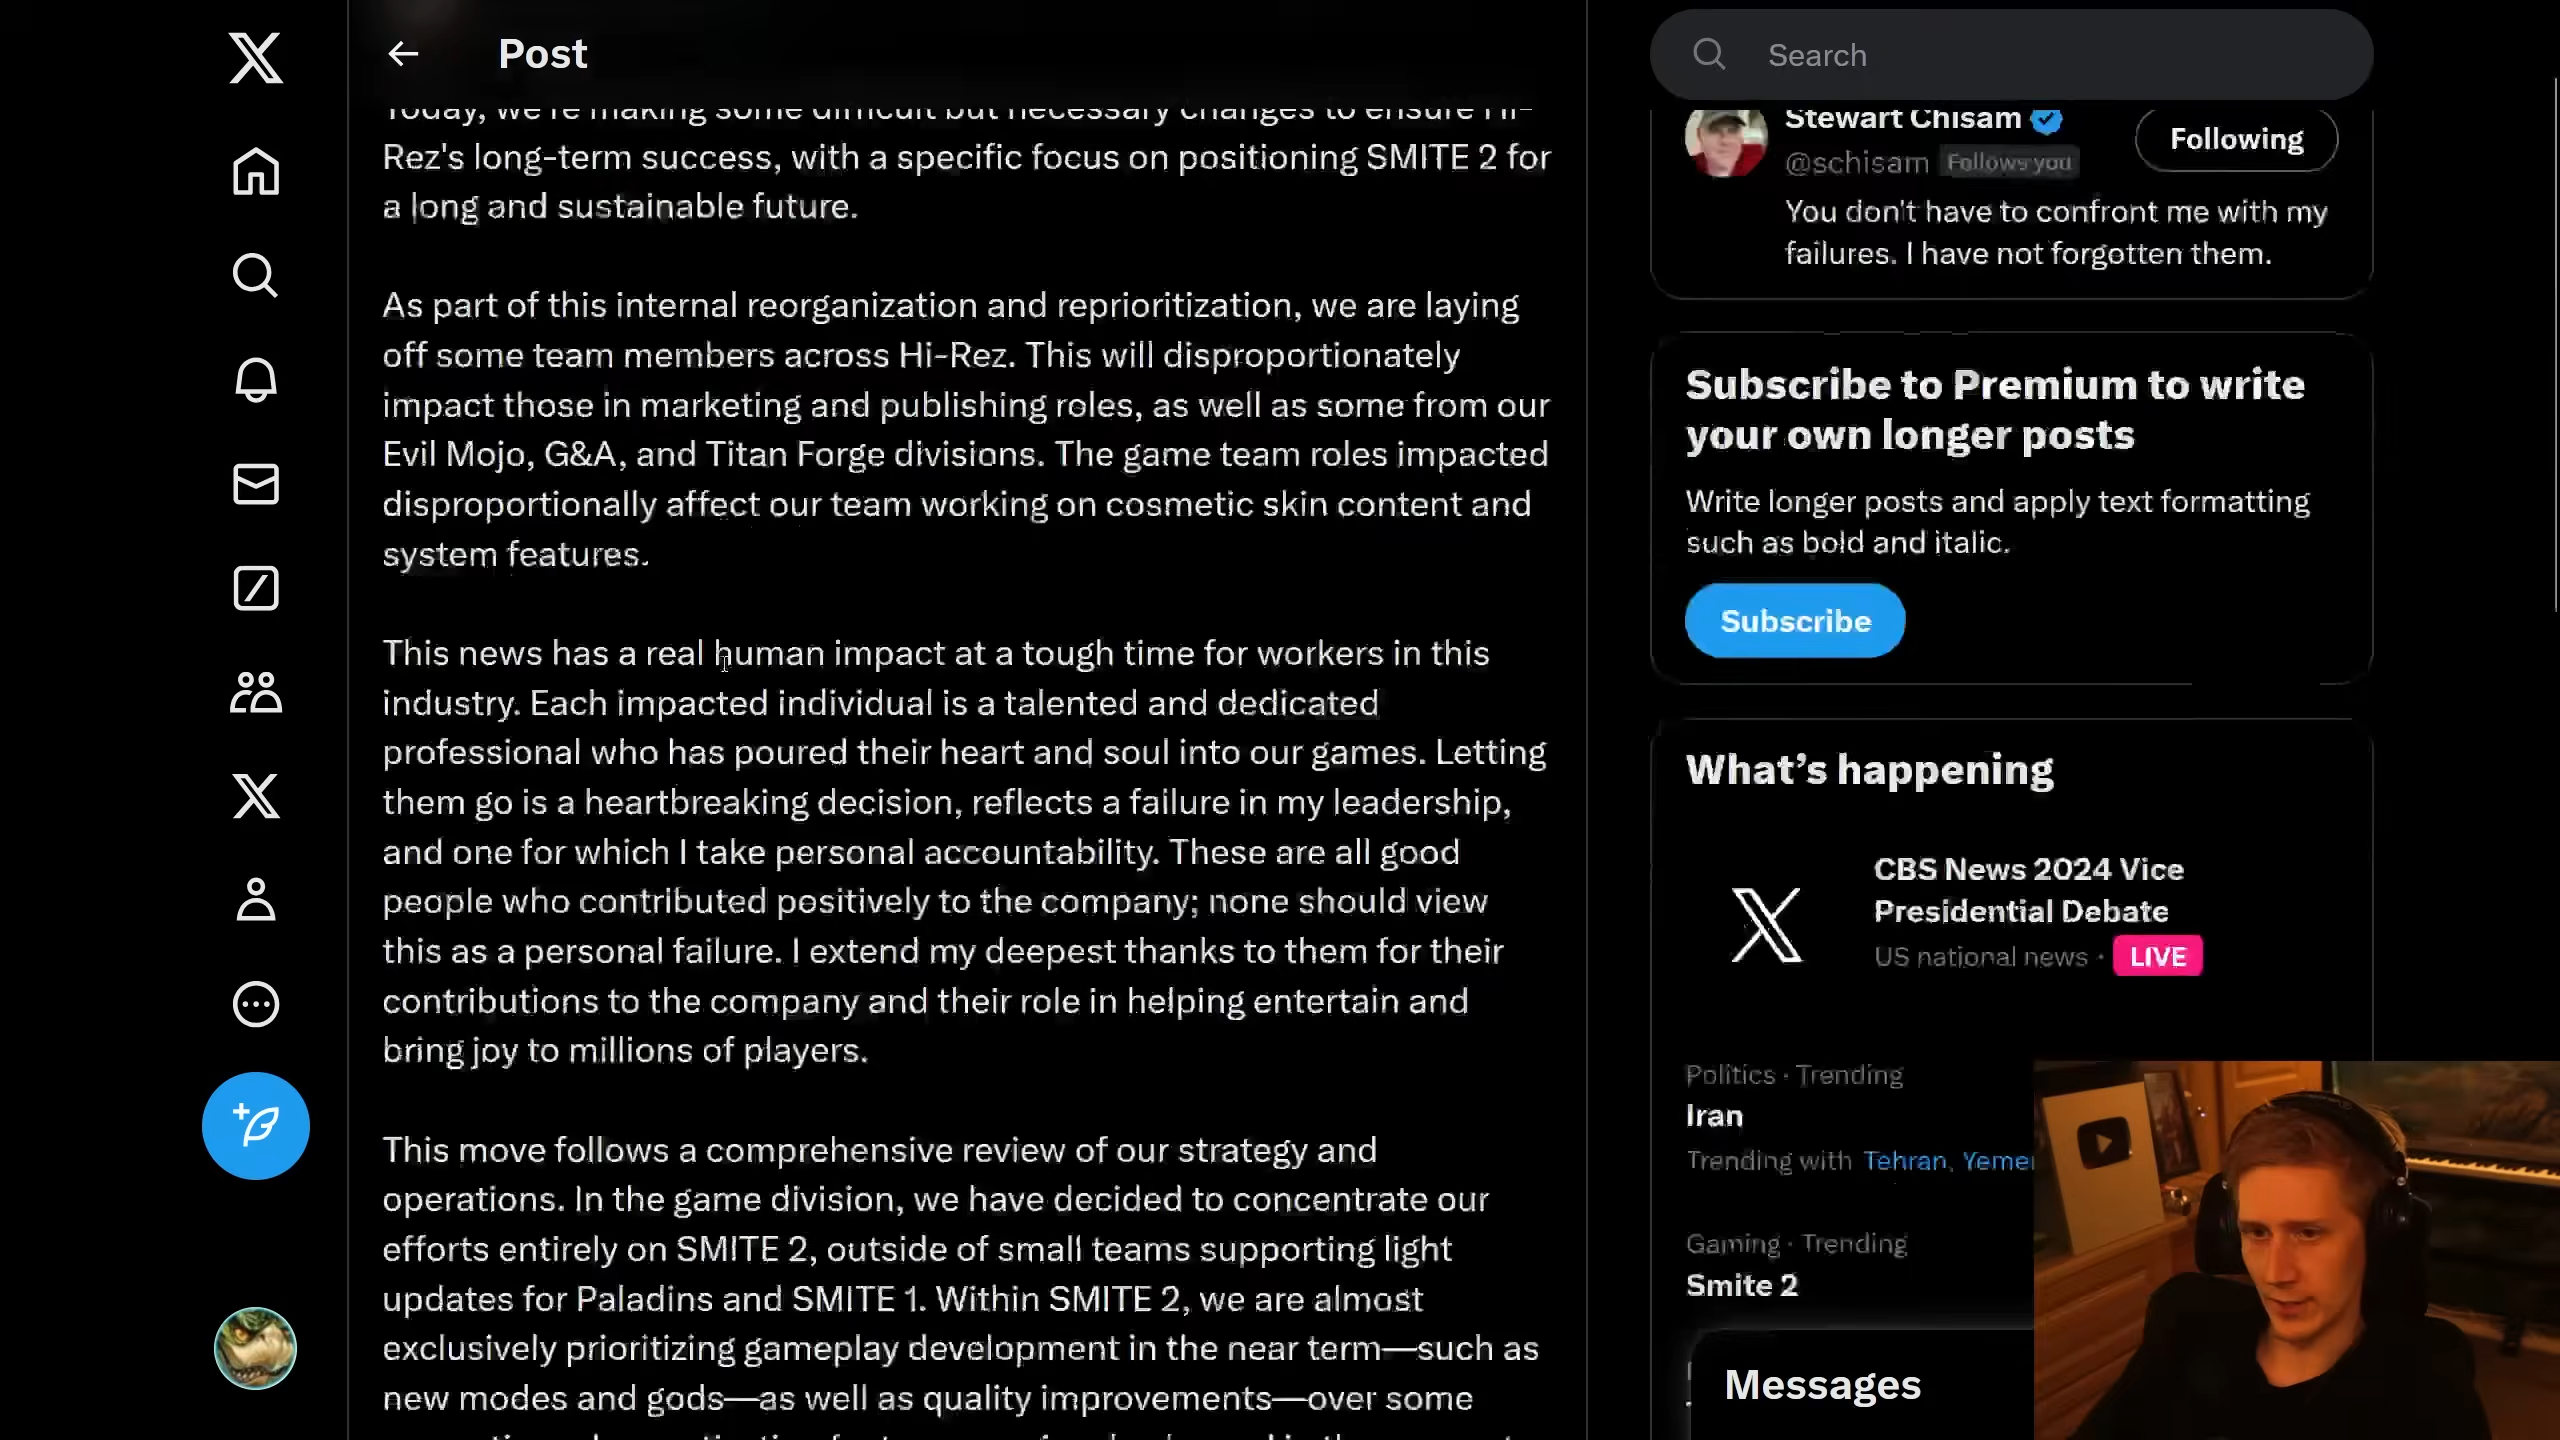 Post
Today, we're making some difficult but necessary changes to ensure Hi-
Rez's long-term success, with a specific focus on positioning SMITE 2 for
a long and sustainable future.
As part of this internal reorganization and reprioritization, we are laying
off some team members across Hi-Rez. This will disproportionately
impact those in marketing and publishing roles, as well as some from our
Evil Mojo, G&A, and Titan Forge divisions. The game team roles impacted
disproportionally affect our team working on cosmetic skin content and
system features.
This news has a real human impact at a tough time for workers in this
industry. Each impacted individual is a talented and dedicated
professional who has poured their heart and soul into our games. Letting
them go is a heartbreaking decision, reflects a failure in my leadership,
and one for which I take personal accountability. These are all good
people who contributed positively to the company; none should view
this as a personal failure. I extend my deepest thanks to them for their
contributions to the company and their role in helping entertain and
bring joy to millions of players.
This move follows a comprehensive review of our strategy and
operations. In the game division, we have decided to concentrate our
efforts entirely on SMITE 2, outside of small teams supporting light
updates for Paladins and SMITE 1. Within SMITE 2, we are almost
exclusively prioritizing gameplay development in the near term—such as
new modes and gods—as well as quality improvements—over some
Search
Stewart Chisam
Following
@schisam Follows you
You don't have to confront me with my
failures. I have not forgotten them.
Subscribe to Premium to write
your own longer posts
Write longer posts and apply text formatting
such as bold and italic.
Subscribe
What's happening
CBS News 2024 Vice
Presidential Debate
US national news · LIVE
Politics · Trending
Iran
Trending with Tehran, Yemen
Gaming · Trending
Smite 2
Messages